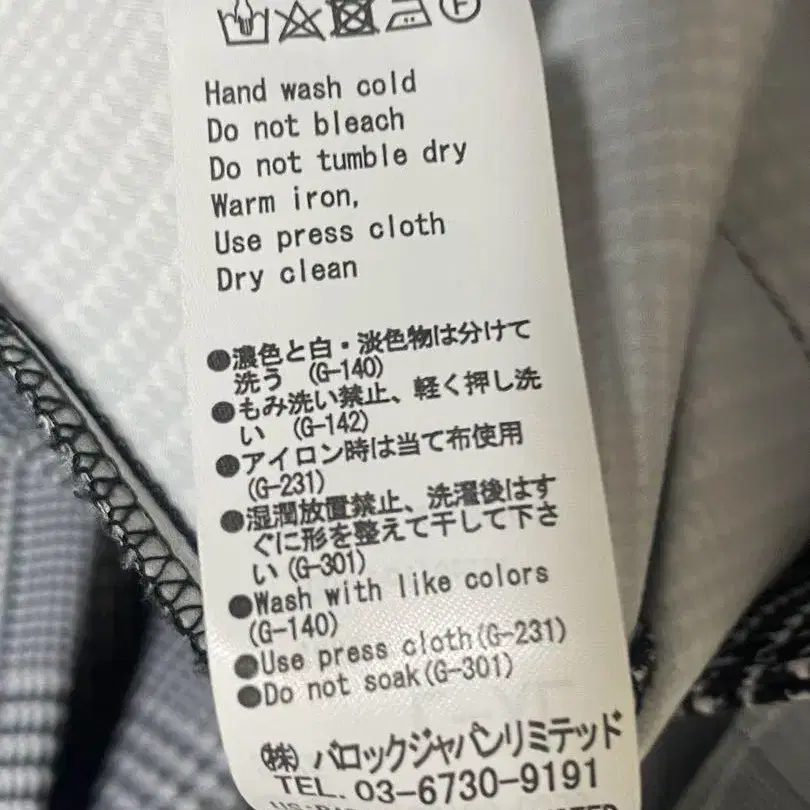 F
Hand wash cold
Do not bleach
Do not tumble dry
Warm iron,
Use press cloth
Dry clean
●濃色と白・淡色物は分けて
洗う (G-140)
●もみ洗い禁止、軽く押し洗
い (G-142)
●アイロン時は当て布使用
(G-231)
●湿潤放置禁止、洗濯後はす
ぐに形を整えて干して下さ
い (G-301)
●Wash with like colors
(G-140)
●Use press cloth(G-231)
●Do not soak(G-301)
㈱ バロックジャパンリミテッド
TEL. 03-6730-9191